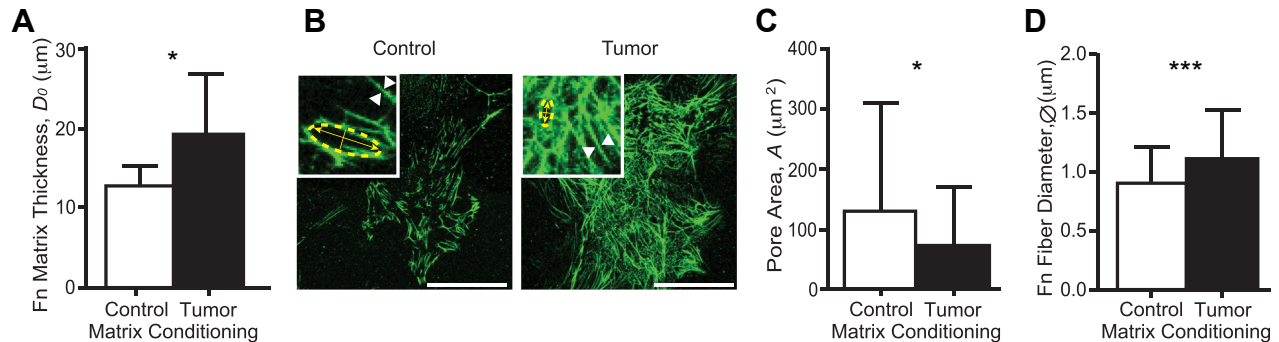 A
Fn Matrix Thickness, D₀ (μm)
30
20
10
0
*
Control Tumor
Matrix Conditioning
B
Control Tumor
C
Pore Area, A (μm²)
400
300
200
100
0
*
Control Tumor
Matrix Conditioning
D
Fn Fiber Diameter,Ø (μm)
2.0
1.5
1.0
0.5
0.0
***
Control Tumor
Matrix Conditioning